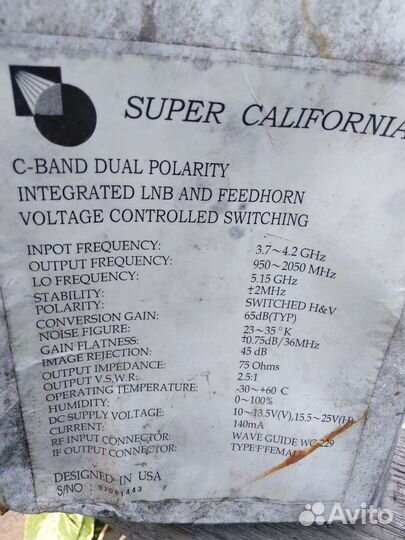 SUPER CALIFORNIA
C-BAND DUAL POLARITY
INTEGRATED LNB AND FEEDHORN
VOLTAGE CONTROLLED SWITCHING
INPOT FREQUENCY: 3.7~4.2 GHz
OUTPUT FREQUENCY: 950~2050 MHz
LO FREQUENCY: 5.15 GHz
STABILITY: ±2MHz
POLARITY: SWITCHED H&V
CONVERSION GAIN: 65dB(TYP)
NOISE FIGURE: 23~35°K
GAIN FLATNESS: ±0.75dB/36MHz
IMAGE REJECTION: 45 dB
OUTPUT IMPEDANCE: 75 Ohms
OUTPUT V.S.W.R: 2.5:1
OPERATING TEMPERATURE: -30~+60 C
HUMIDITY: 0~100%
DC SUPPLY VOLTAGE: 10~13.5V(V),15.5~25V(H)
CURRENT: 140mA
RF INPUT CONNECTOR: WAVE GUIDE WC-229
IF OUTPUT CONNECTOR: TYPE F FEMALE
DESIGNED IN USA
S/NO :
Avito